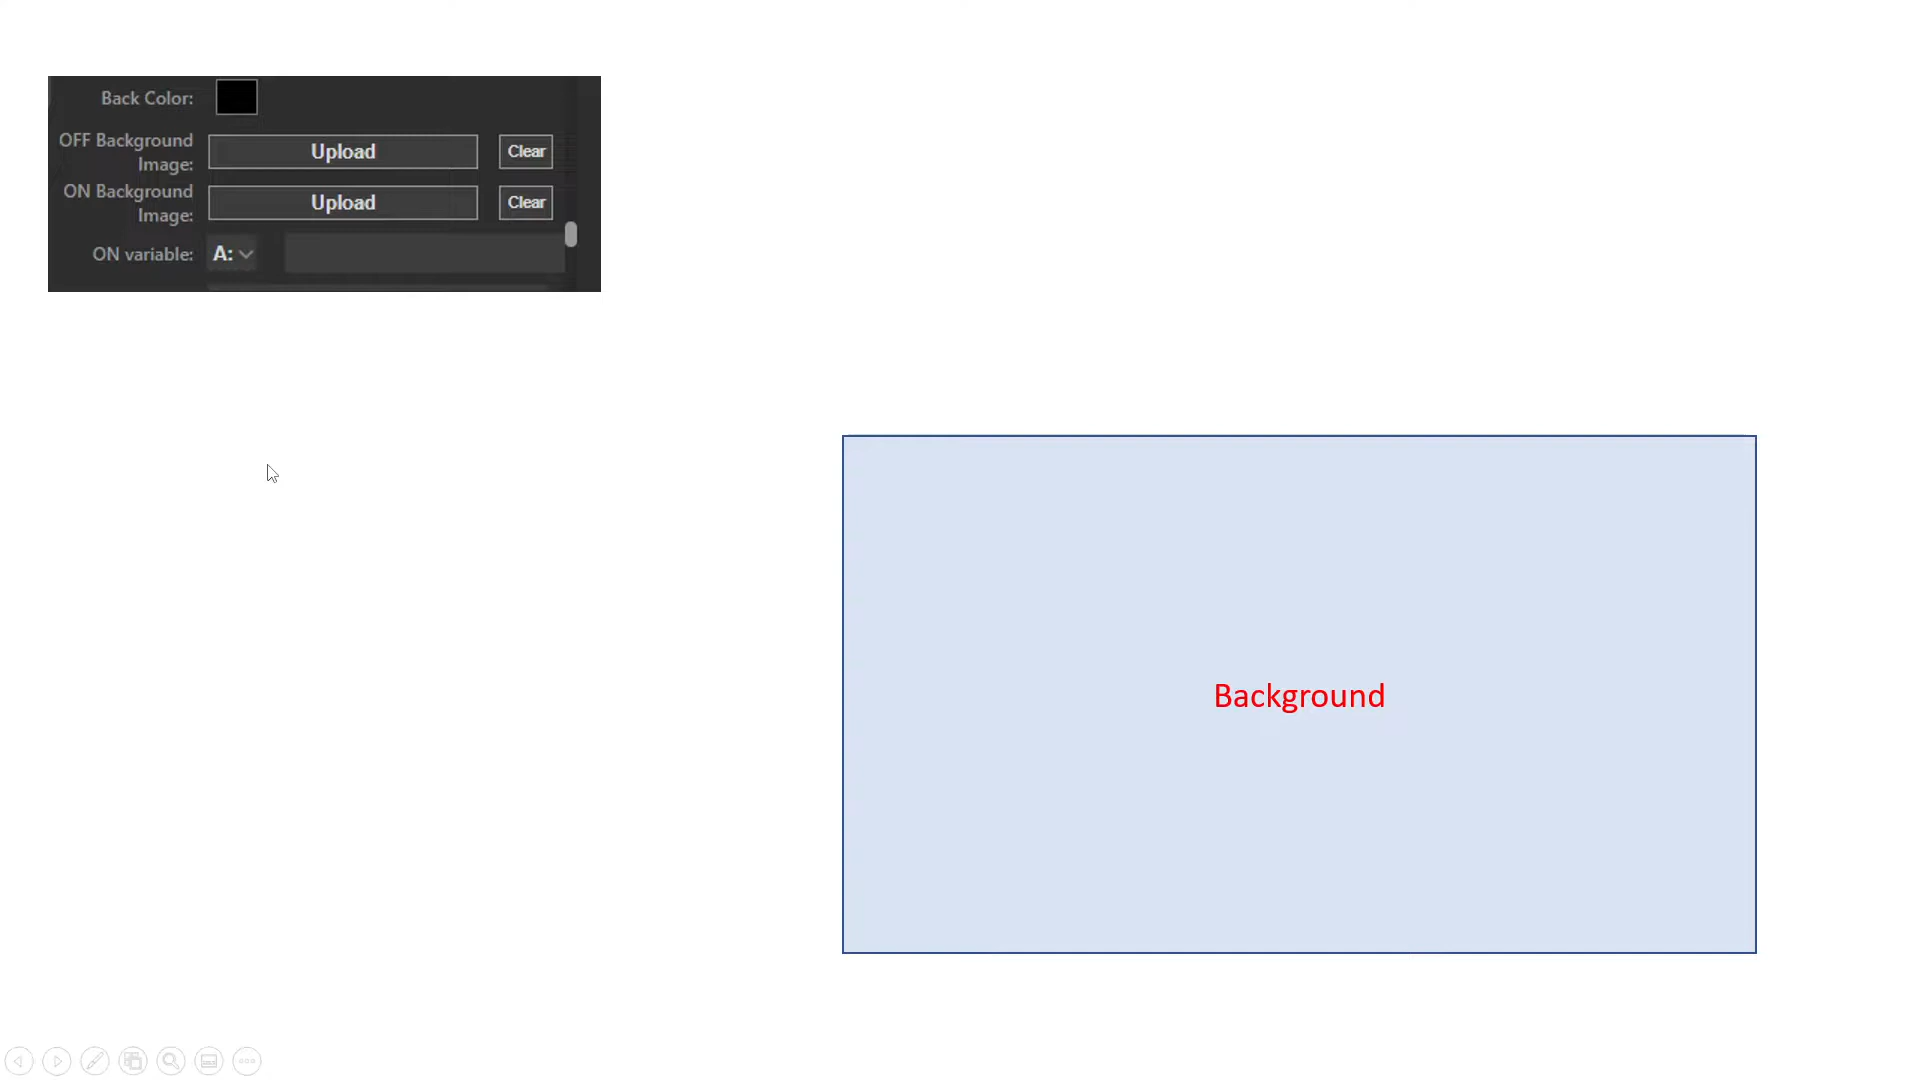 Back Color:
OFF Background
Image:
Upload
Clear
ON Background
Image:
Upload
Clear
ON variable:
A:
Background